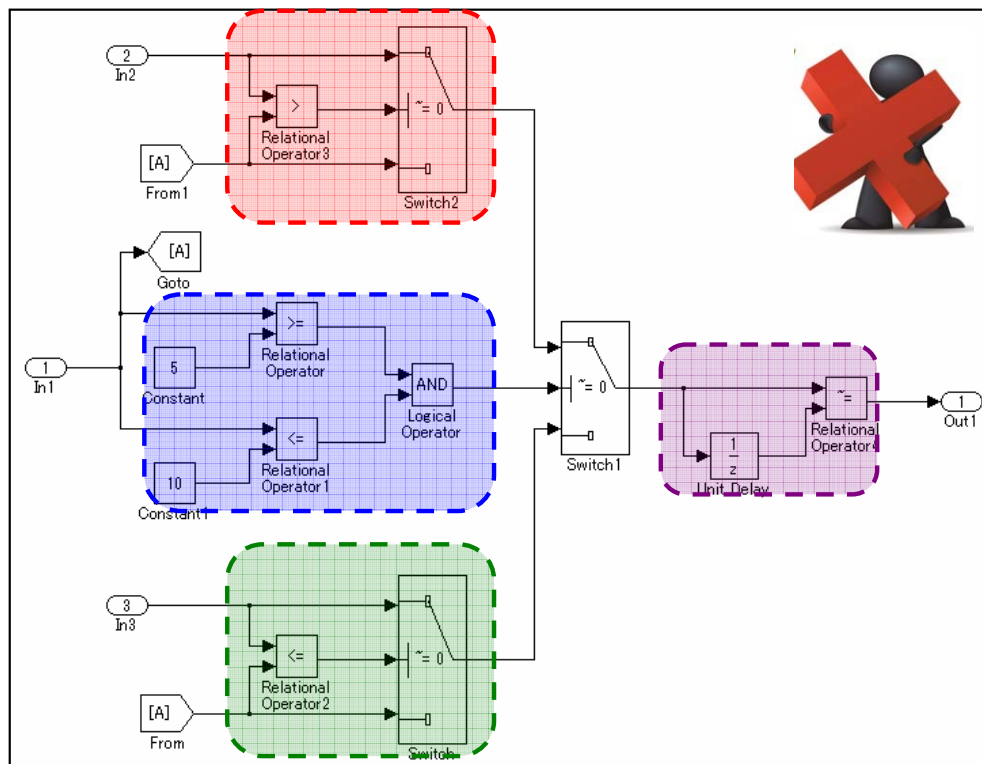 2
In2
>
Relational
Operator3
~= 0
Switch2
[A]
From1
[A]
Goto
1
In1
>=
Relational
Operator
5
Constant
AND
Logical
Operator
<=
Relational
Operator1
10
Constant1
~= 0
Switch1
~=
Relational
Operator4
1
z
Unit Delay
1
Out1
3
In3
<=
Relational
Operator2
~= 0
Switch
[A]
From